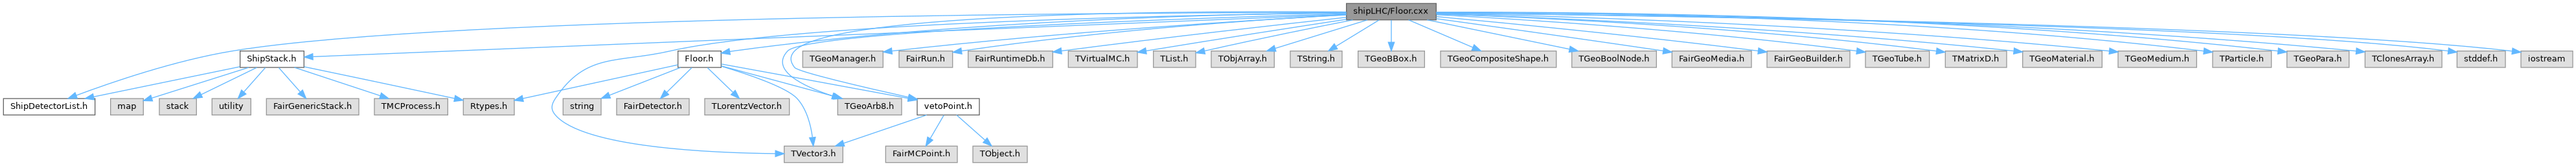 shipLHC/Floor.cxx
ShipStack.h
Floor.h
TGeoManager.h
FairRun.h
FairRuntimeDb.h
TVirtualMC.h
TList.h
TObjArray.h
TString.h
TGeoBBox.h
TGeoCompositeShape.h
TGeoBoolNode.h
FairGeoMedia.h
FairGeoBuilder.h
TGeoTube.h
TMatrixD.h
TGeoMaterial.h
TGeoMedium.h
TParticle.h
TGeoPara.h
TClonesArray.h
stddef.h
iostream
ShipDetectorList.h
map
stack
utility
FairGenericStack.h
TMCProcess.h
Rtypes.h
string
FairDetector.h
TLorentzVector.h
TGeoArb8.h
vetoPoint.h
TVector3.h
FairMCPoint.h
TObject.h